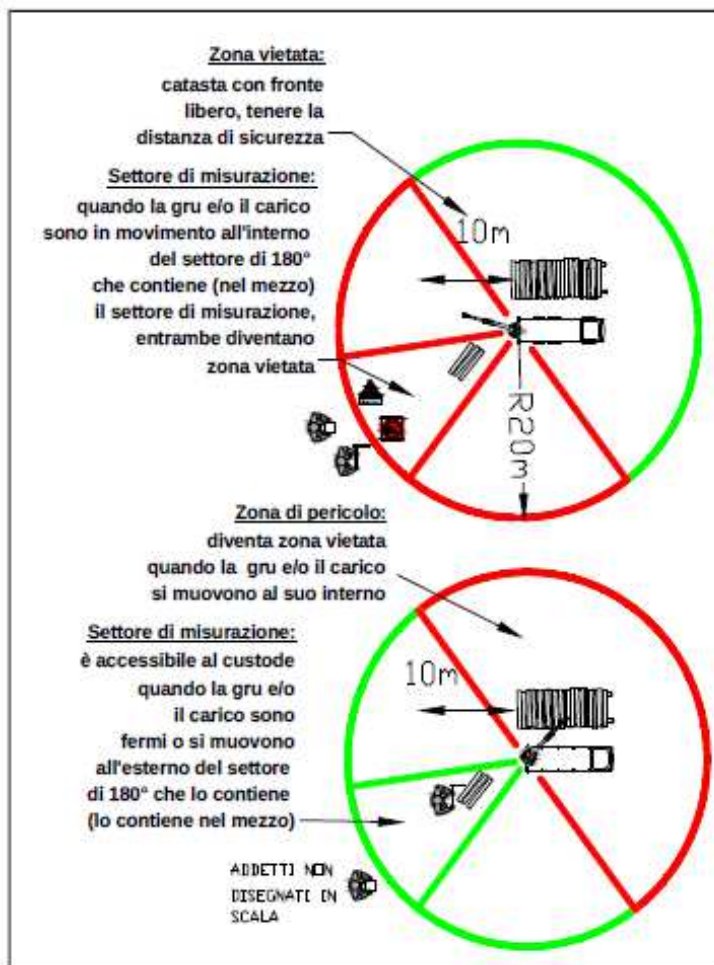 Zona vietata:
catasta con fronte
libero, tenere la
distanza di sicurezza
Settore di misurazione:
quando la gru e/o il carico
sono in movimento all'interno
del settore di 180°
che contiene (nel mezzo)
il settore di misurazione,
entrambe diventano
zona vietata
10m
R20m
Zona di pericolo:
diventa zona vietata
quando la gru e/o il carico
si muovono al suo interno
Settore di misurazione:
è accessibile al custode
quando la gru e/o
il carico sono
fermi o si muovono
all'esterno del settore
di 180° che lo contiene
(lo contiene nel mezzo)
10m
ADDETTI NON
DISEGNATI IN
SCALA